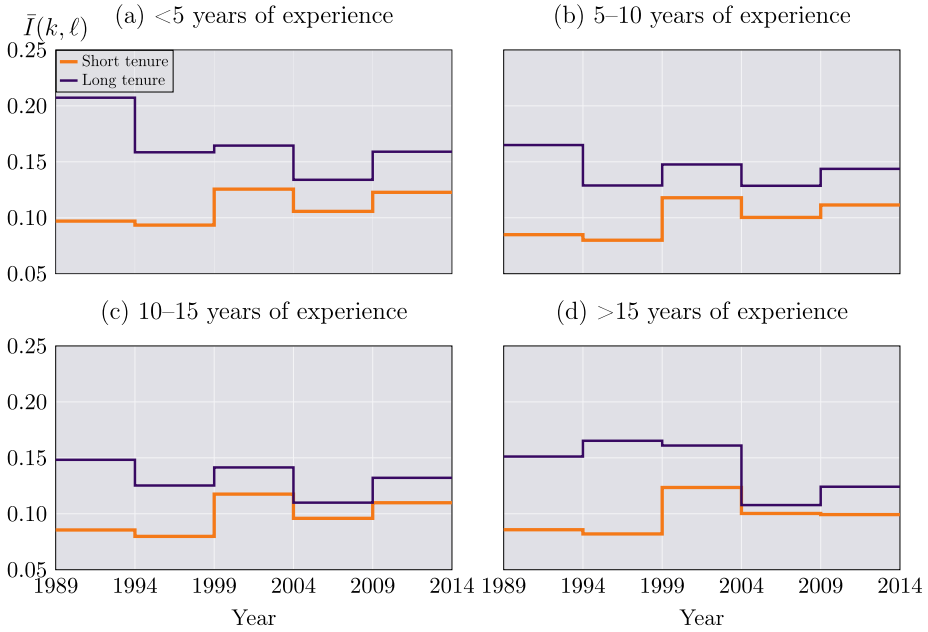 Ī(k, ℓ)
(a) <5 years of experience
(b) 5–10 years of experience
0.25
0.20
0.15
0.10
0.05
Short tenure
Long tenure
(c) 10–15 years of experience
(d) >15 years of experience
0.25
0.20
0.15
0.10
0.05
1989 1994 1999 2004 2009 2014
1989 1994 1999 2004 2009 2014
Year
Year